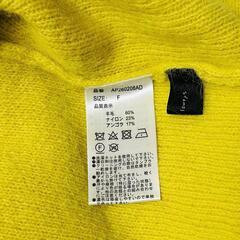 品番 AP260206AD
SIZE: F
品質表示
羊毛 60%
ナイロン 23%
アンゴラ 17%